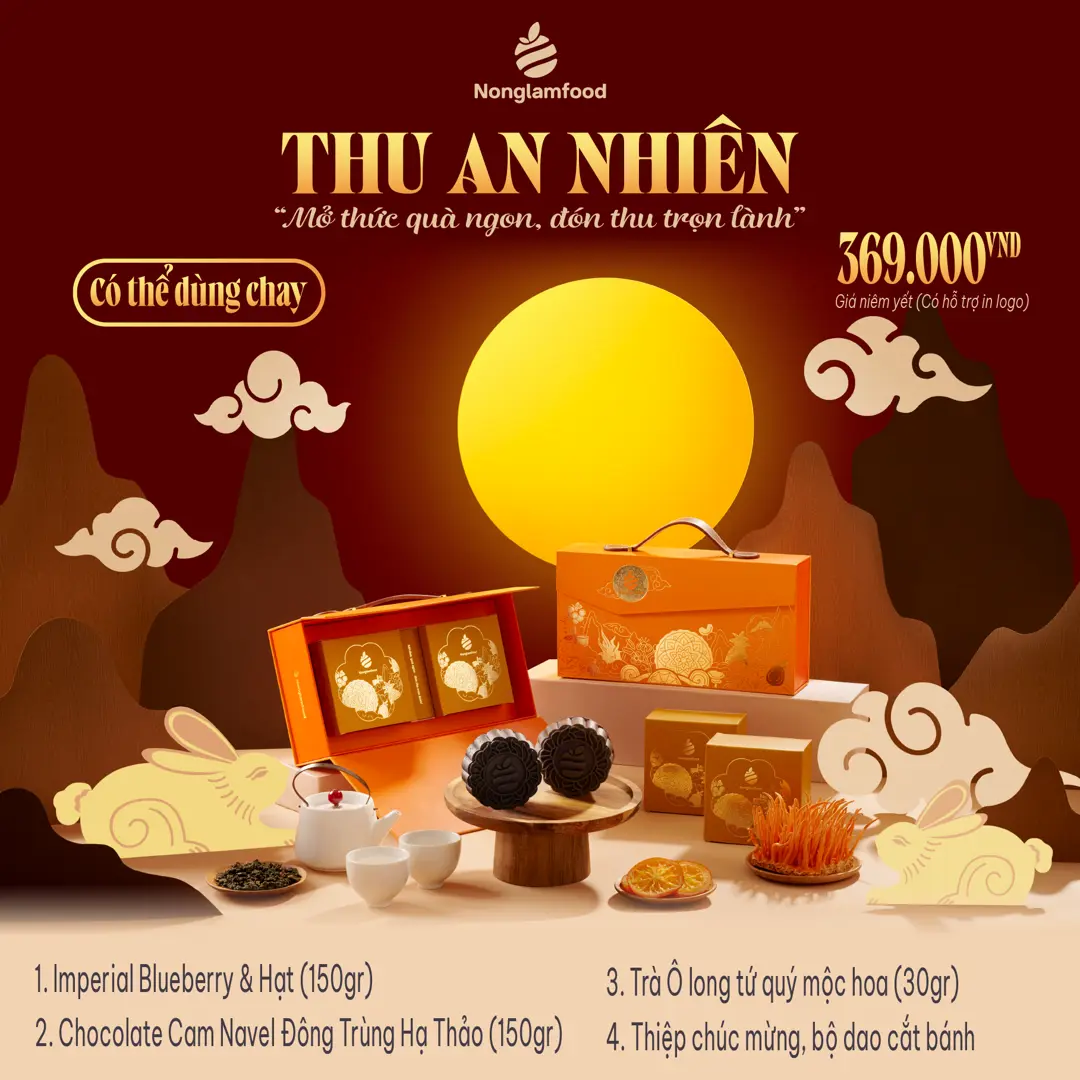 Nonglamfood
THU AN NHIÊN
“Mở thức quà ngon, đón thu trọn lành”
Có thể dùng chay
369.000VND
Giá niêm yết (Có hỗ trợ in logo)
1. Imperial Blueberry & Hạt (150gr)
2. Chocolate Cam Navel Đông Trùng Hạ Thảo (150gr)
3. Trà Ô long tứ quý mộc hoa (30gr)
4. Thiệp chúc mừng, bộ dao cắt bánh